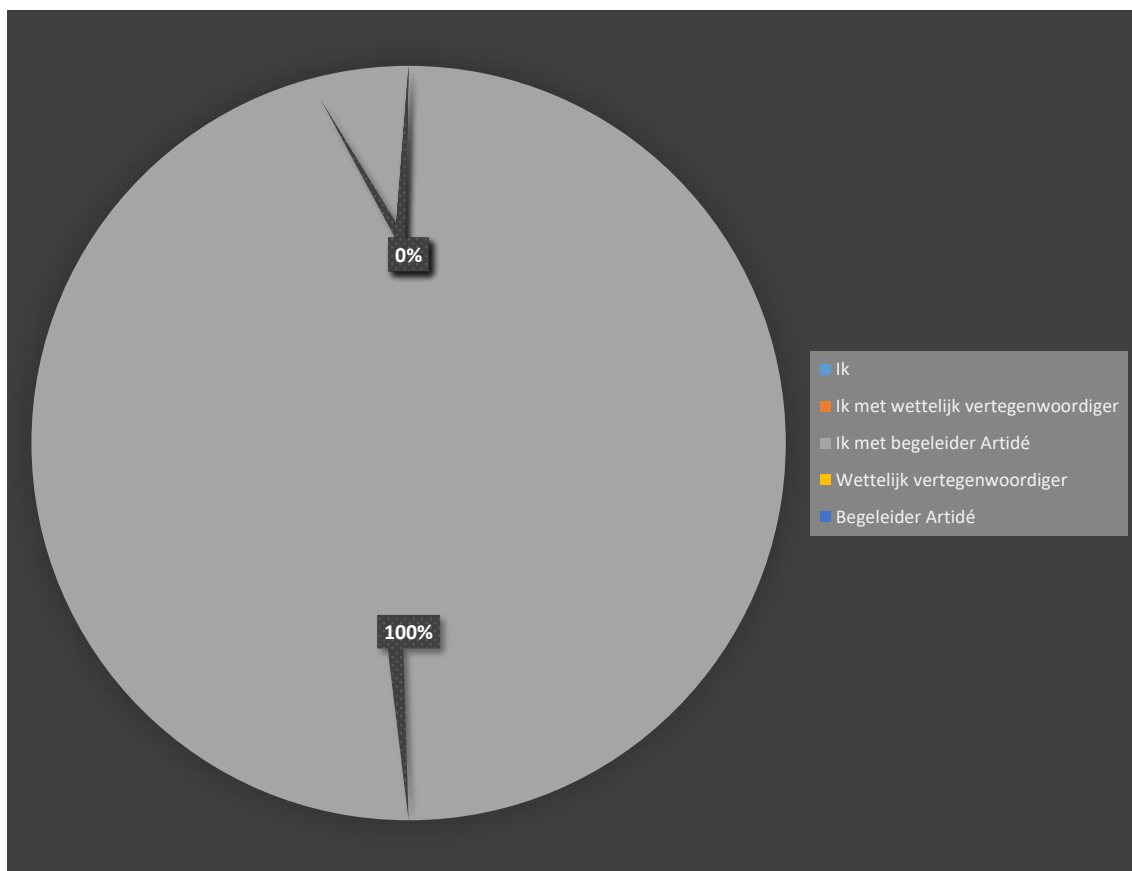 0%
100%
Ik
Ik met wettelijk vertegenwoordiger
Ik met begeleider Artidé
Wettelijk vertegenwoordiger
Begeleider Artidé